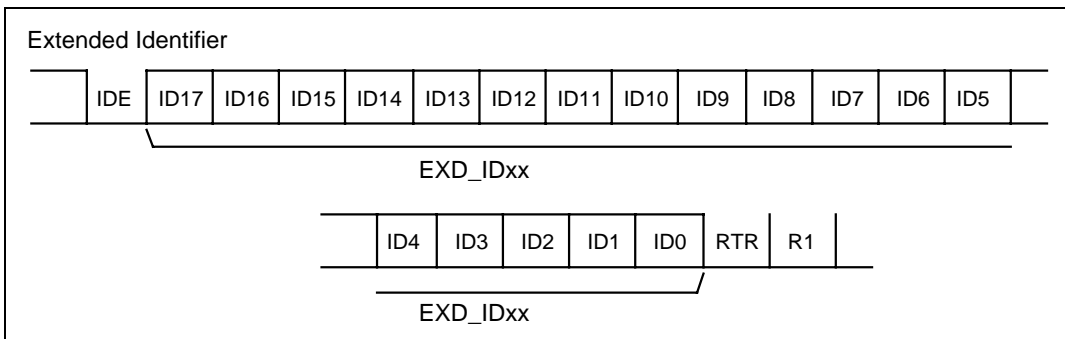 Extended Identifier
IDE ID17 ID16 ID15 ID14 ID13 ID12 ID11 ID10 ID9 ID8 ID7 ID6 ID5
EXD_IDxx
ID4 ID3 ID2 ID1 ID0 RTR R1
EXD_IDxx